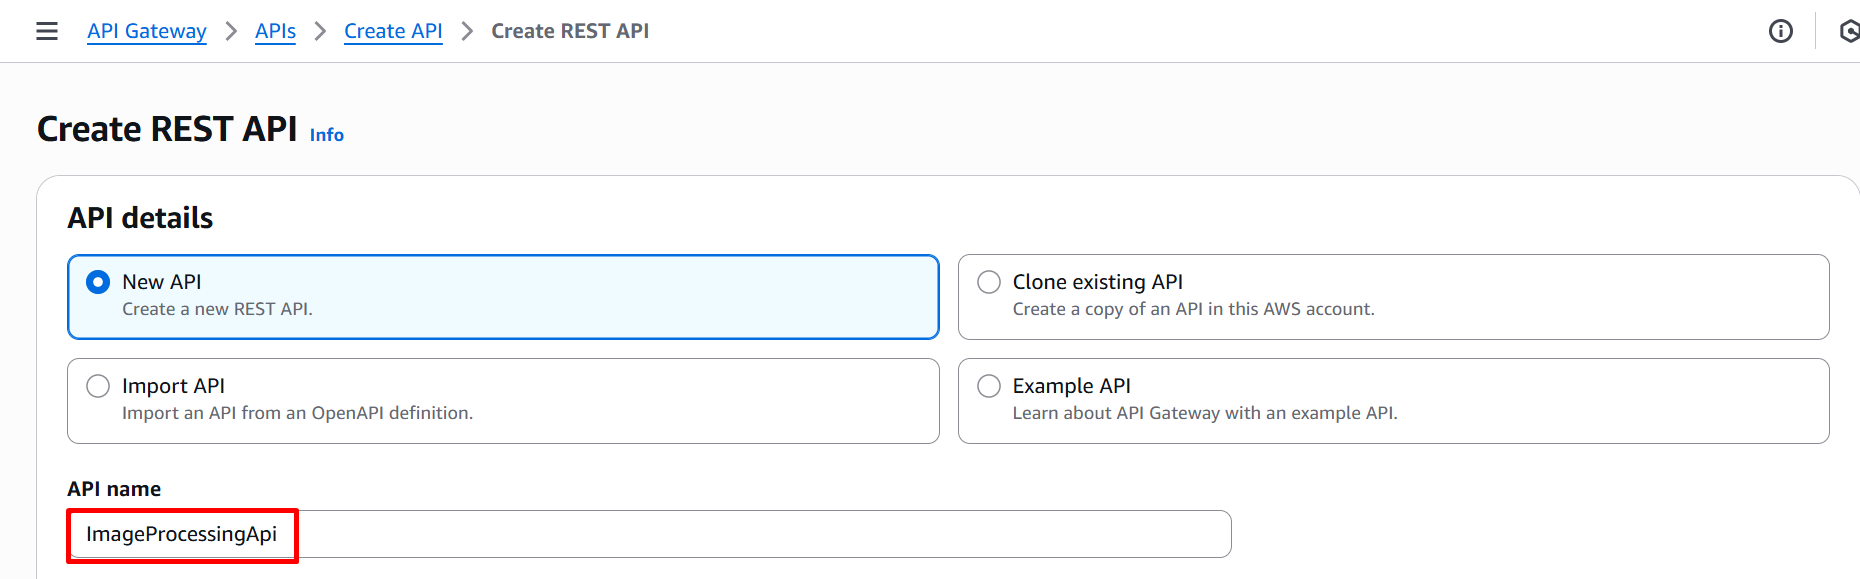 API Gateway > APIs > Create API > Create REST API
Create REST API Info
API details
New API
Create a new REST API.
Clone existing API
Create a copy of an API in this AWS account.
Import API
Import an API from an OpenAPI definition.
Example API
Learn about API Gateway with an example API.
API name
ImageProcessingApi